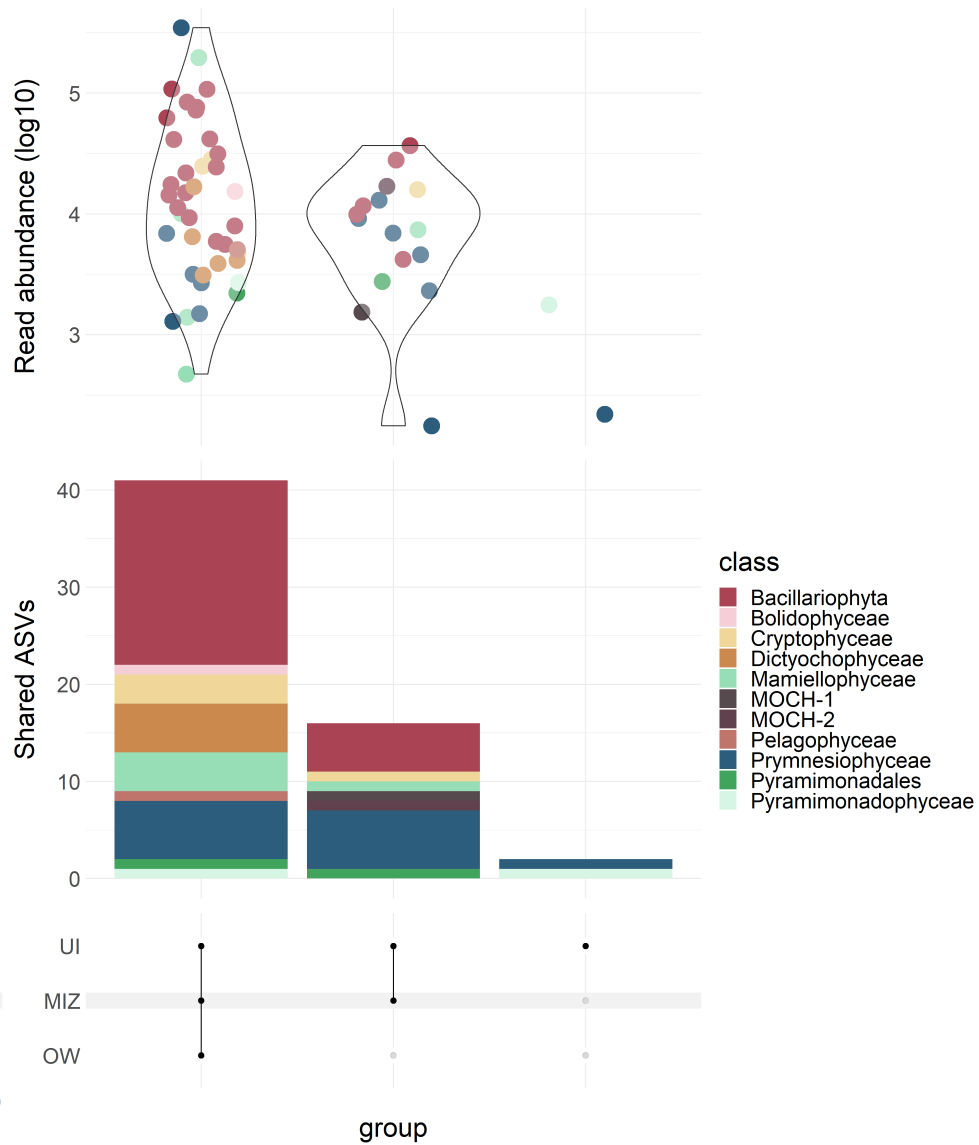 Read abundance (log10)
5
4
3
Shared ASVs
40
30
20
10
0
class
Bacillariophyta
Bolidophyceae
Cryptophyceae
Dictyochophyceae
Mamiellophyceae
MOCH-1
MOCH-2
Pelagophyceae
Prymnesiophyceae
Pyramimonadales
Pyramimonadophyceae
UI
MIZ
OW
group